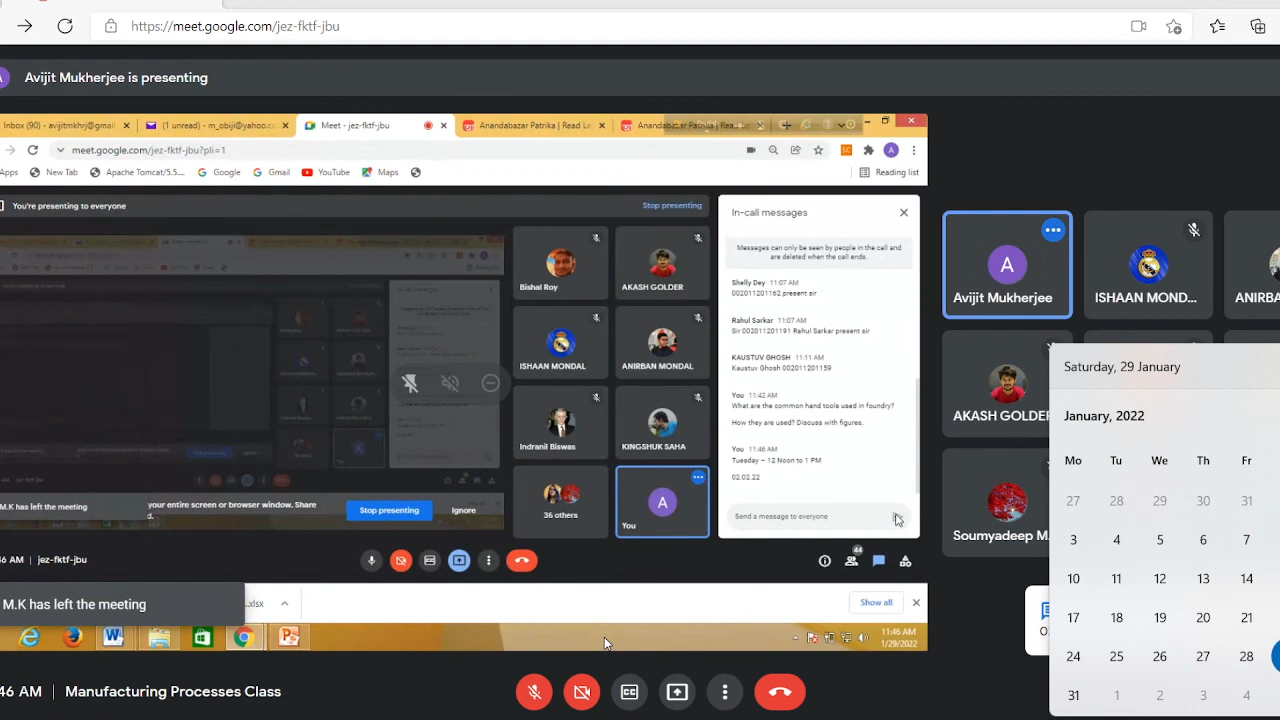 https://meet.google.com/jez-fktf-jbu
Avijit Mukherjee is presenting
Inbox (90) - avijitmkhrj@gmail
(1 unread) - m_obiji@yahoo.c
Meet - jez-fktf-jbu
Anandabazar Patrika | Read La
meet.google.com/jez-fktf-jbu?pli=1
Apps
New Tab
Apache Tomcat/5.5....
Google
Gmail
YouTube
Maps
Reading list
You're presenting to everyone
Stop presenting
In-call messages
Messages can only be seen by people in the call and
are deleted when the call ends.
Shelly Dey 11:07 AM
002011201162 present sir
Rahul Sarkar 11:07 AM
Sir 002011201191 Rahul Sarkar present sir
KAUSTUV GHOSH 11:11 AM
Kaustuv Ghosh 002011201159
You 11:42 AM
What are the common hand tools used in foundry?
How they are used? Discuss with figures.
You 11:46 AM
Tuesday – 12 Noon to 1 PM
02.02.22
Send a message to everyone
Bishal Roy
AKASH GOLDER
ISHAAN MONDAL
ANIRBAN MONDAL
Indranil Biswas
KINGSHUK SAHA
36 others
A
You
M.K has left the meeting
your entire screen or browser window. Share
d.
Stop presenting
Ignore
46 AM
jez-fktf-jbu
44
M.K has left the meeting
.xlsx
Show all
11:46 AM
1/29/2022
A
Avijit Mukherjee
ISHAAN MOND...
ANIRB
AKASH GOLDER
Soumyadeep M
Saturday, 29 January
January, 2022
Mo Tu We Th Fr
27 28 29 30 31
3 4 5 6 7
10 11 12 13 14
17 18 19 20 21
24 25 26 27 28
31 1 2 3 4
46 AM | Manufacturing Processes Class